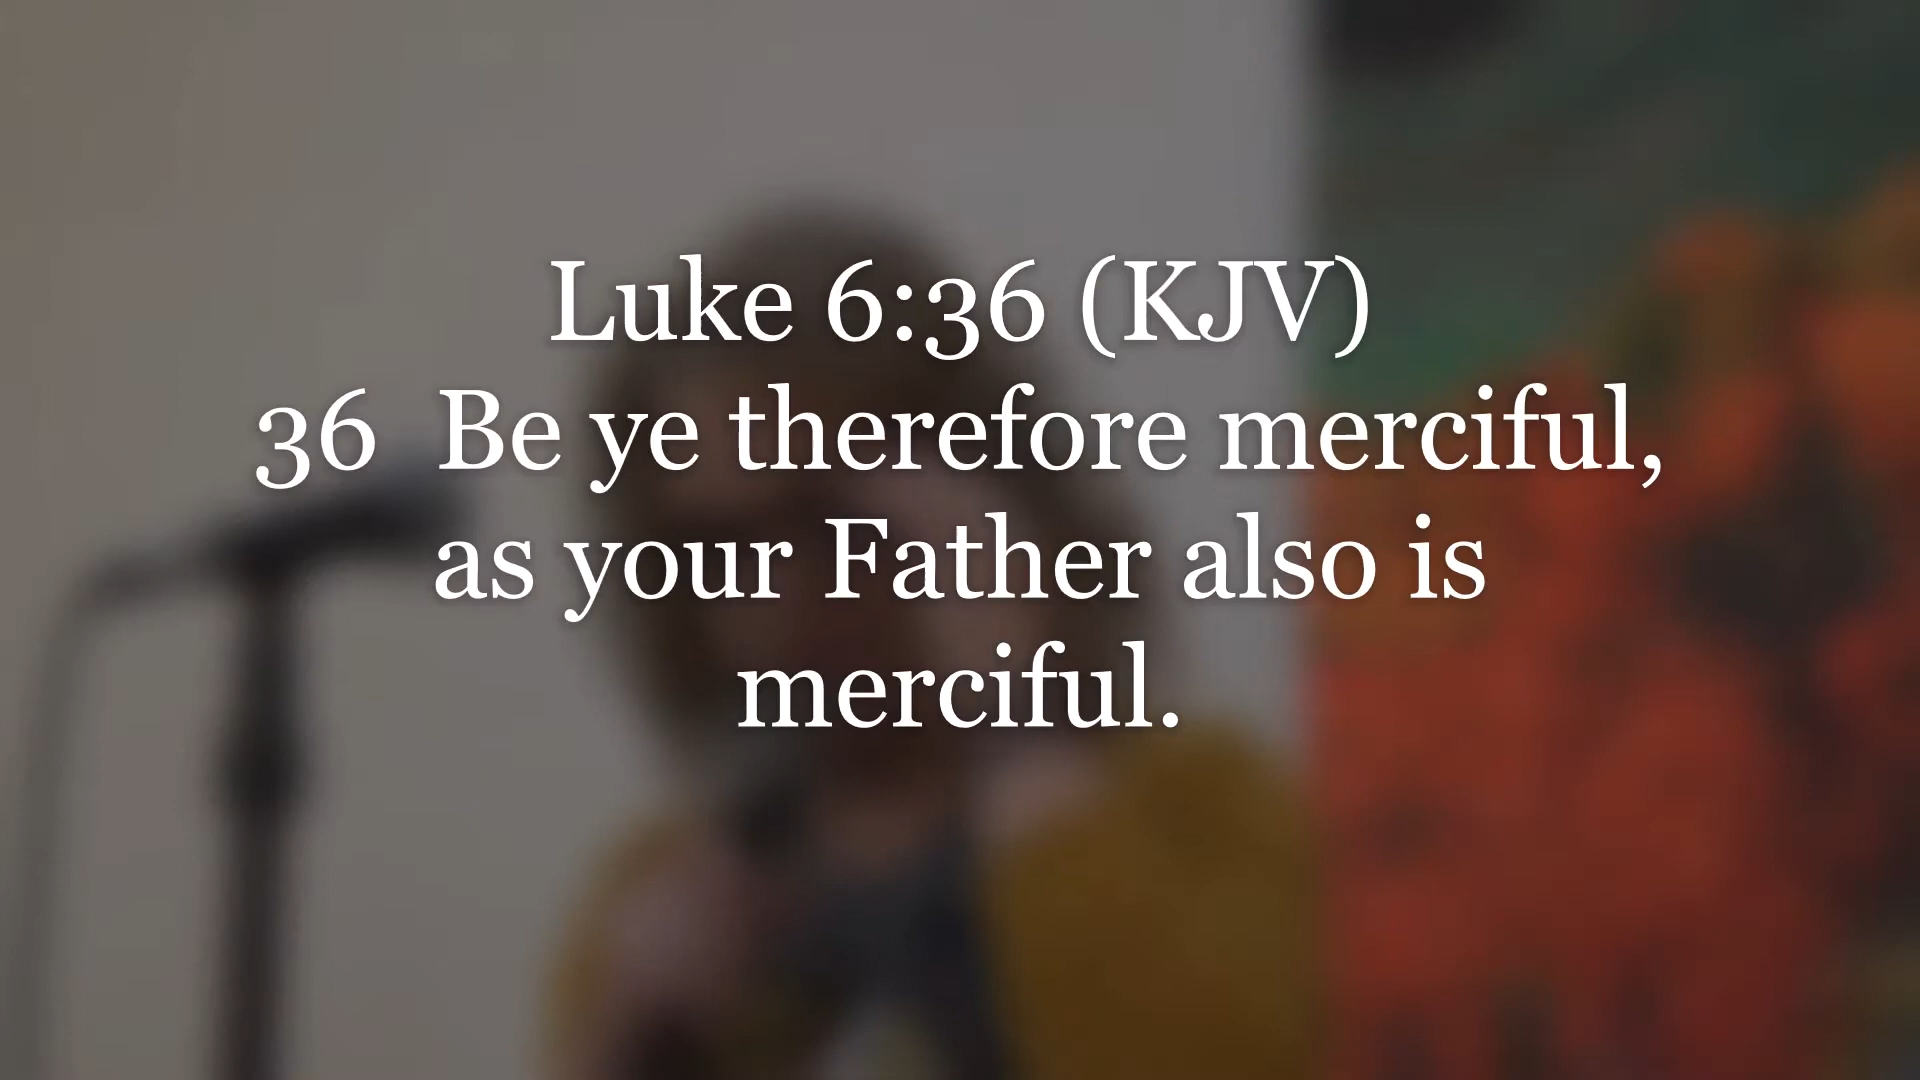 Luke 6:36 (KJV)
36  Be ye therefore merciful,
as your Father also is
merciful.